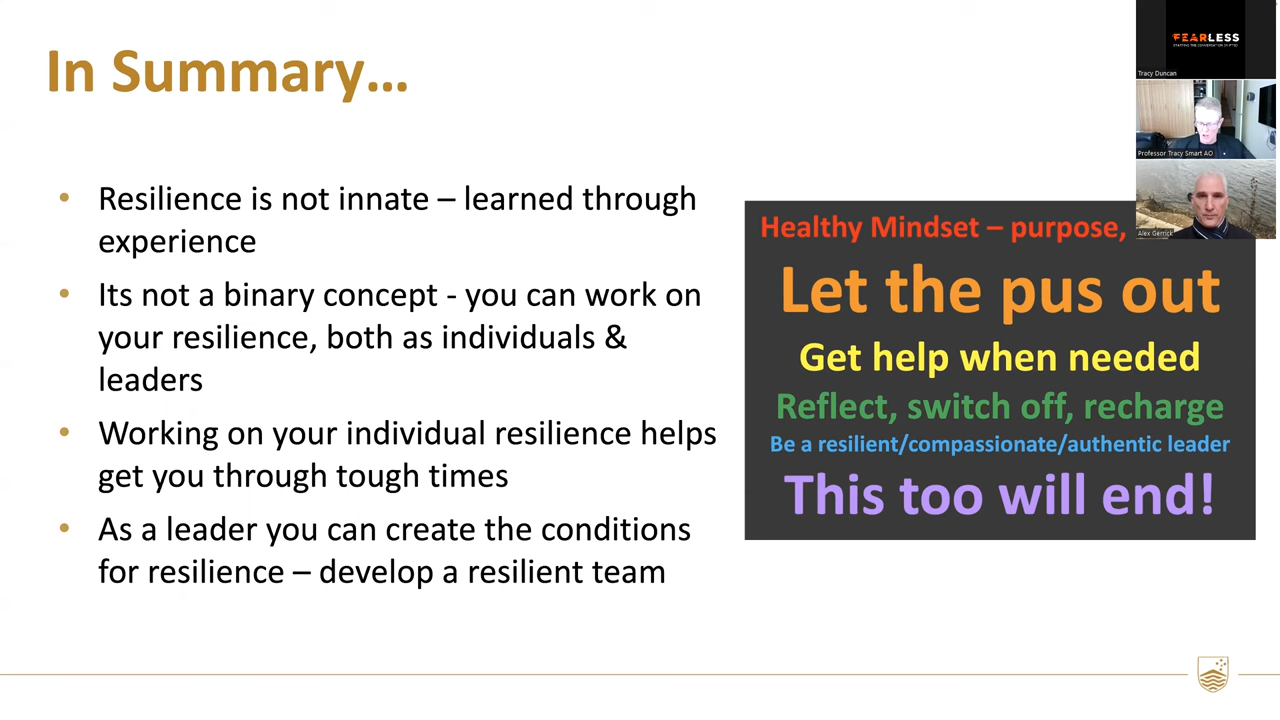 In Summary...
• Resilience is not innate – learned through
experience
• Its not a binary concept - you can work on
your resilience, both as individuals &
leaders
• Working on your individual resilience helps
get you through tough times
• As a leader you can create the conditions
for resilience – develop a resilient team
Healthy Mindset – purpose,
Let the pus out
Get help when needed
Reflect, switch off, recharge
Be a resilient/compassionate/authentic leader
This too will end!
FEARLESS
STARTING THE CONVERSATION ON PTSD
Tracy Duncan
Professor Tracy Smart AO
Alex Gerrick